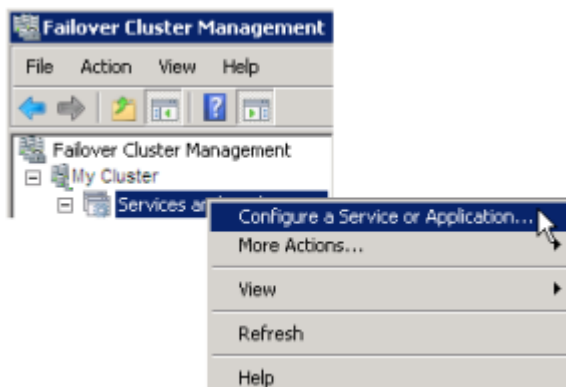 Failover Cluster Management
File Action View Help
Failover Cluster Management
My Cluster
Services a
Configure a Service or Application...
More Actions...
View
Refresh
Help